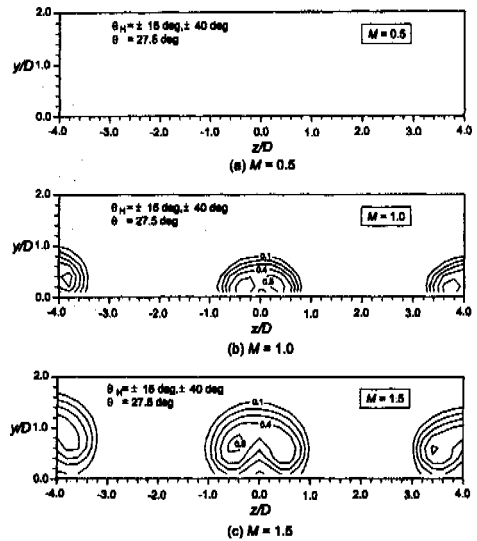 2.0
θH= ± 15 deg,± 40 deg
θ = 27.5 deg
M = 0.5
y/D 1.0
0.0
-4.0 -3.0 -2.0 -1.0 0.0 1.0 2.0 3.0 4.0
z/D
(a) M = 0.5
2.0
θH= ± 15 deg,± 40 deg
θ = 27.5 deg
M = 1.0
y/D 1.0
0.1
0.4
0.0
-4.0 -3.0 -2.0 -1.0 0.0 1.0 2.0 3.0 4.0
z/D
(b) M = 1.0
2.0
θH= ± 15 deg,± 40 deg
θ = 27.5 deg
M = 1.5
0.1
y/D 1.0
0.4
0.0
-4.0 -3.0 -2.0 -1.0 0.0 1.0 2.0 3.0 4.0
z/D
(c) M = 1.5